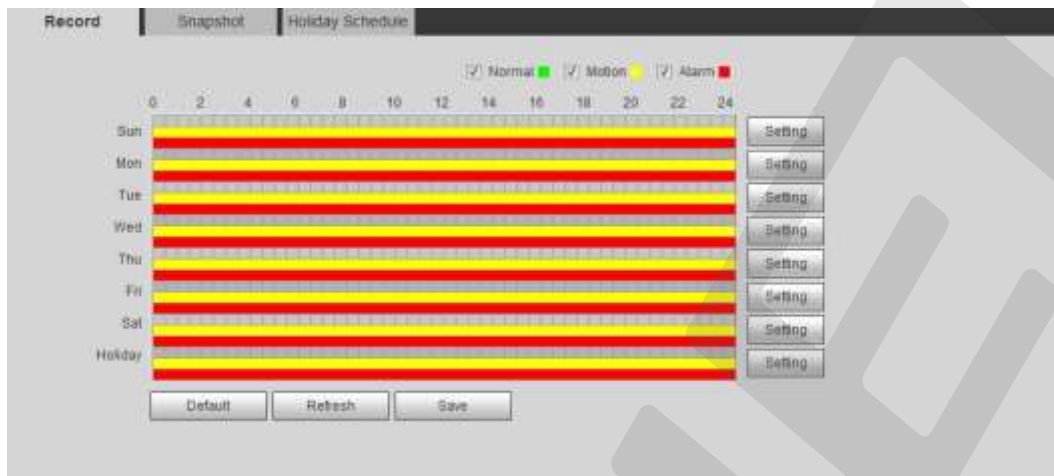 Record Snapshot Holiday Schedule
Normal Motion Alarm
0 2 4 6 8 10 12 14 16 18 20 22 24
Sun Setting
Mon Setting
Tue Setting
Wed Setting
Thu Setting
Fri Setting
Sat Setting
Holiday Setting
Default Refresh Save